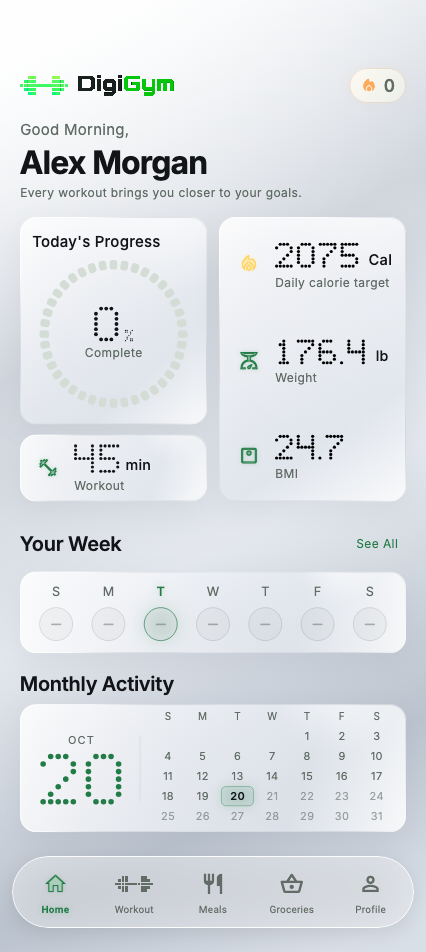 DigiGym
0
Good Morning,
Alex Morgan
Every workout brings you closer to your goals.
Today's Progress
0%
Complete
45 min
Workout
2075 Cal
Daily calorie target
176.4 lb
Weight
24.7
BMI
Your Week
See All
S M T W T F S
Monthly Activity
OCT
20
S M T W T F S
1 2 3
4 5 6 7 8 9 10
11 12 13 14 15 16 17
18 19 20 21 22 23 24
25 26 27 28 29 30 31
Home Workout Meals Groceries Profile